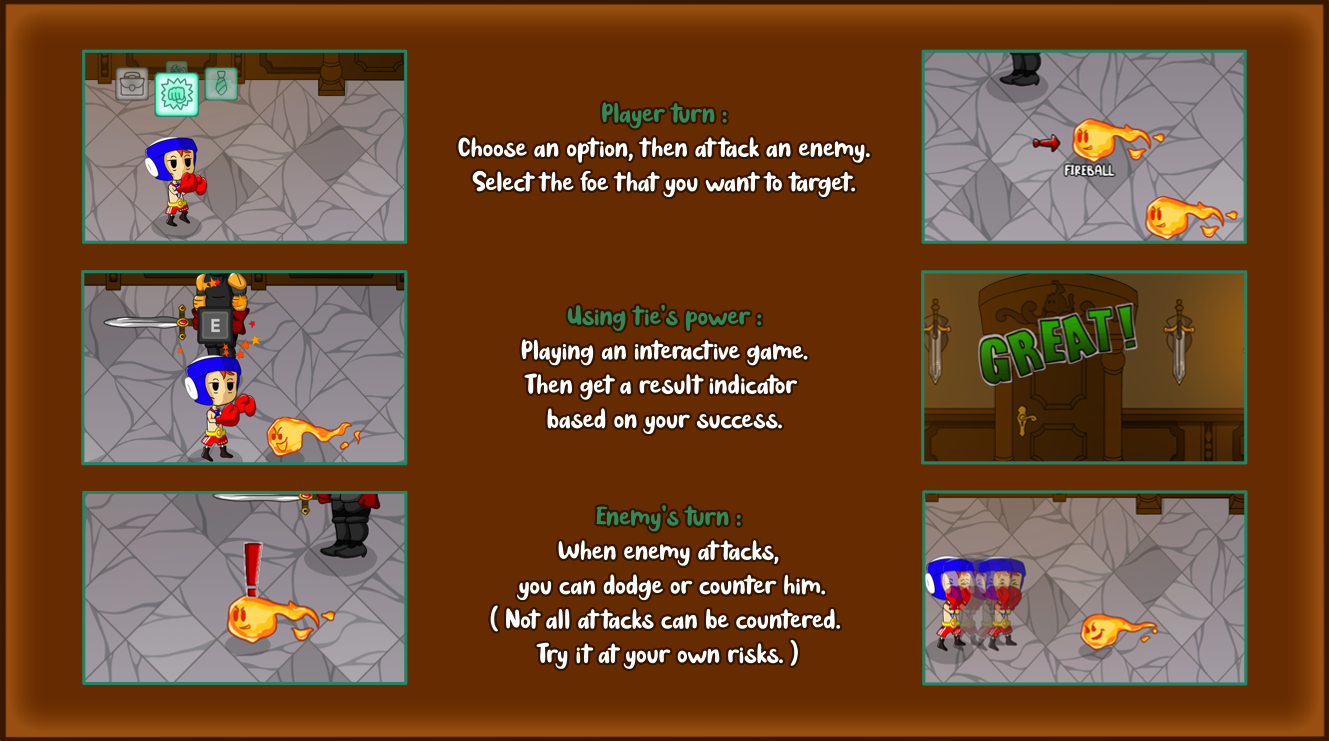 Player turn :
Choose an option, then attack an enemy.
Select the foe that you want to target.
FIREBALL
E
Using tie's power :
Playing an interactive game.
Then get a result indicator
based on your success.
GREAT!
Enemy's turn :
When enemy attacks,
you can dodge or counter him.
( Not all attacks can be countered.
Try it at your own risks. )